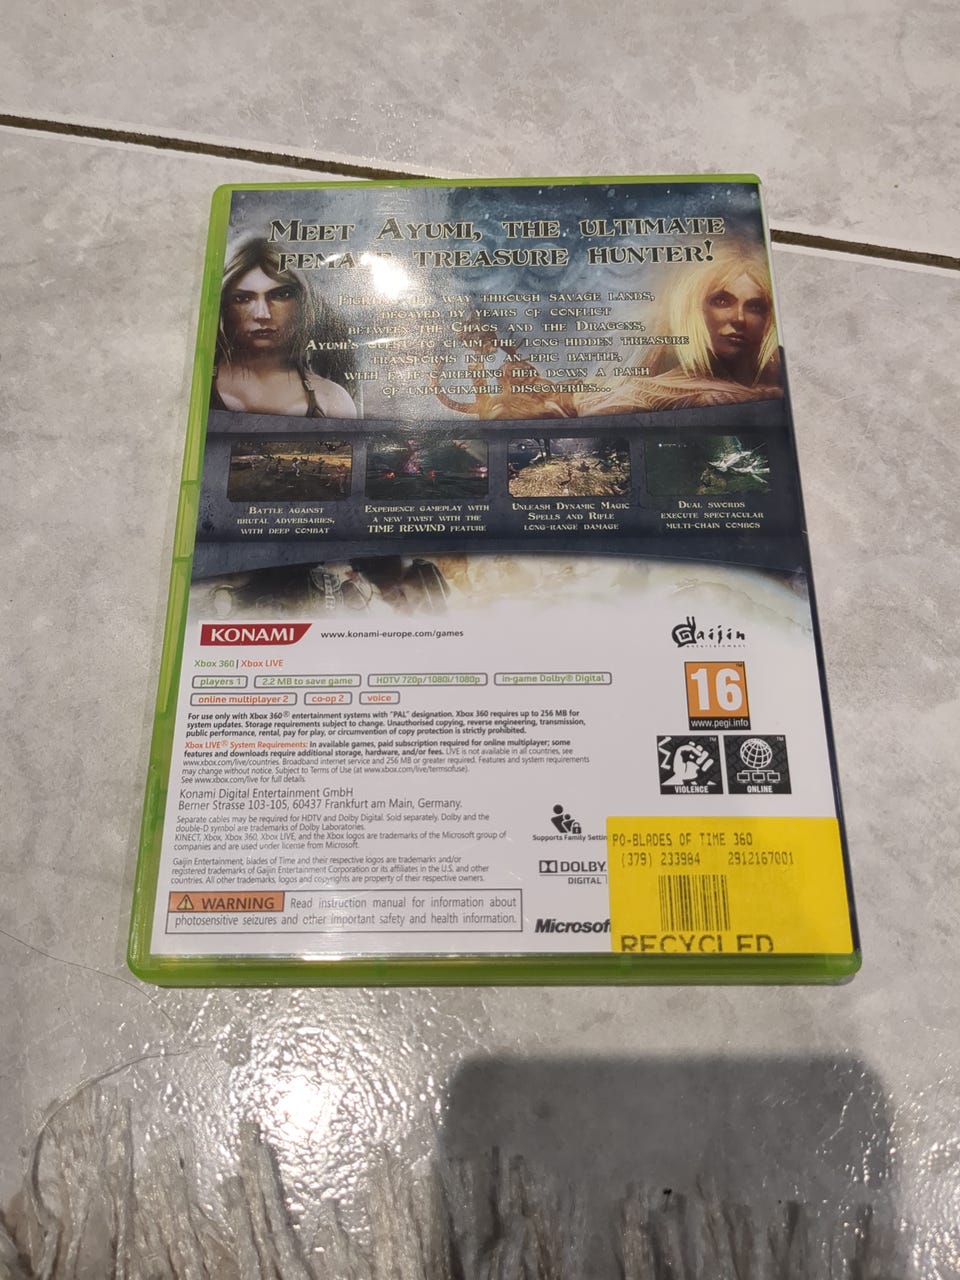 MEET AYUMI, THE ULTIMATE
FEMALE TREASURE HUNTER!
WAY THROUGH SAVAGE LANDS,
DECAYED BY YEARS OF CONFLICT
BETWEEN THE CHAOS AND THE DRAGONS,
AYUMI'S QUEST TO CLAIM THE LONG HIDDEN TREASURE
TRANSFORMS INTO AN EPIC BATTLE,
WITH FATE CAREERING HER DOWN A PATH
OF UNIMAGINABLE DISCOVERIES...
BATTLE AGAINST
BRUTAL ADVERSARIES,
WITH DEEP COMBAT
EXPERIENCE GAMEPLAY WITH
A NEW TWIST WITH THE
TIME REWIND FEATURE
UNLEASH DYNAMIC MAGIC
SPELLS AND RIFLE
LONG-RANGE DAMAGE
DUAL SWORDS
EXECUTE SPECTACULAR
MULTI-CHAIN COMBOS
KONAMI www.konami-europe.com/games
Gaijin
entertainment
Xbox 360 | Xbox LIVE
players 1 2.2 MB to save game HDTV 720p/1080i/1080p in-game Dolby® Digital
online multiplayer 2 co-op 2 voice
16
www.pegi.info
For use only with Xbox 360® entertainment systems with "PAL" designation. Xbox 360 requires up to 256 MB for
system updates. Storage requirements subject to change. Unauthorised copying, reverse engineering, transmission,
public performance, rental, pay for play, or circumvention of copy protection is strictly prohibited.
Xbox LIVE® System Requirements: In available games, paid subscription required for online multiplayer; some
features and downloads require additional storage, hardware, and/or fees. LIVE is not available in all countries, see
www.xbox.com/live/countries. Broadband internet service and 256 MB or greater required. Features and system requirements
may change without notice. Subject to Terms of Use (at www.xbox.com/live/termsofuse).
See www.xbox.com/live for full details.
VIOLENCE
ONLINE
Konami Digital Entertainment GmbH
Berner Strasse 103-105, 60437 Frankfurt am Main, Germany.
Separate cables may be required for HDTV and Dolby Digital. Sold separately. Dolby and the
double-D symbol are trademarks of Dolby Laboratories.
KINECT, Xbox, Xbox 360, Xbox LIVE, and the Xbox logos are trademarks of the Microsoft group of
companies and are used under license from Microsoft.
Supports Family Settin
Gaijin Entertainment, blades of Time and their respective logos are trademarks and/or
registered trademarks of Gaijin Entertainment Corporation or its affiliates in the U.S. and other
countries. All other trademarks, logos and copyrights are property of their respective owners.
DOLBY
DIGITAL
WARNING Read instruction manual for information about
photosensitive seizures and other important safety and health information.
Microsof
PO-BLADES OF TIME 360
(379) 233984 2912167001
RECYCLED